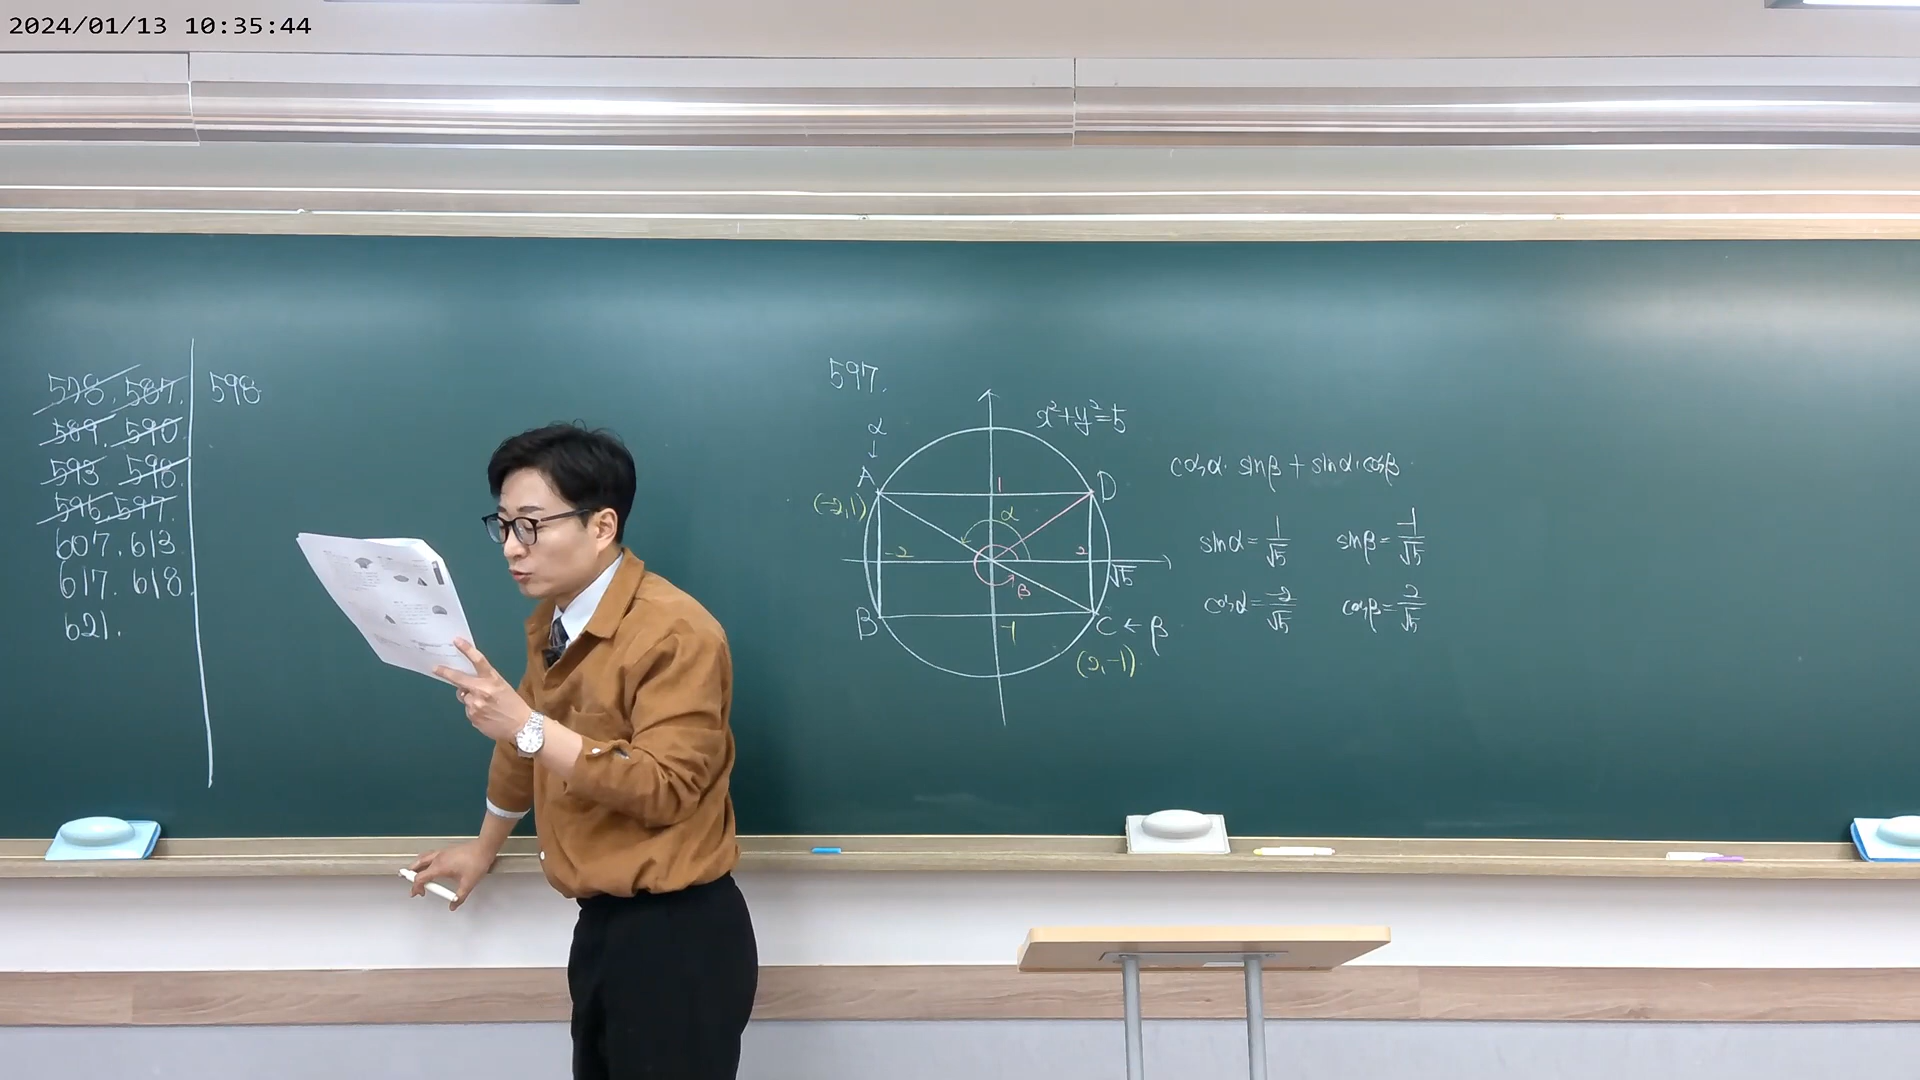 2024/01/13 10:35:44
578. 587.
589. 590.
593 598.
596. 597.
607. 613
617. 618.
621.
598
597.
x²+y²=5
α
↓
A
D
(-2,1)
1
α
-2
2
√5
β
B
-1
C ← β
(2,-1)
cosα·sinβ+sinα·cosβ
sinα=1/√5 sinβ=-1/√5
cosα=-2/√5 cosβ=2/√5